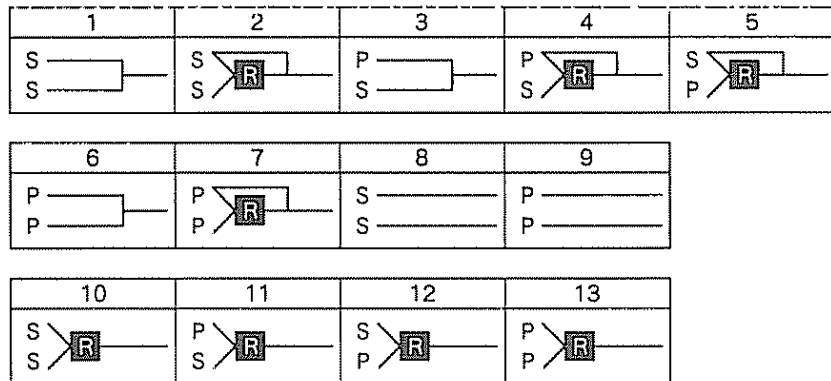 1 2 3 4 5
S S P P S
R R R
S S S S P
6 7 8 9
P P S P
R
P P S P
10 11 12 13
S P S P
R R R R
S S P P